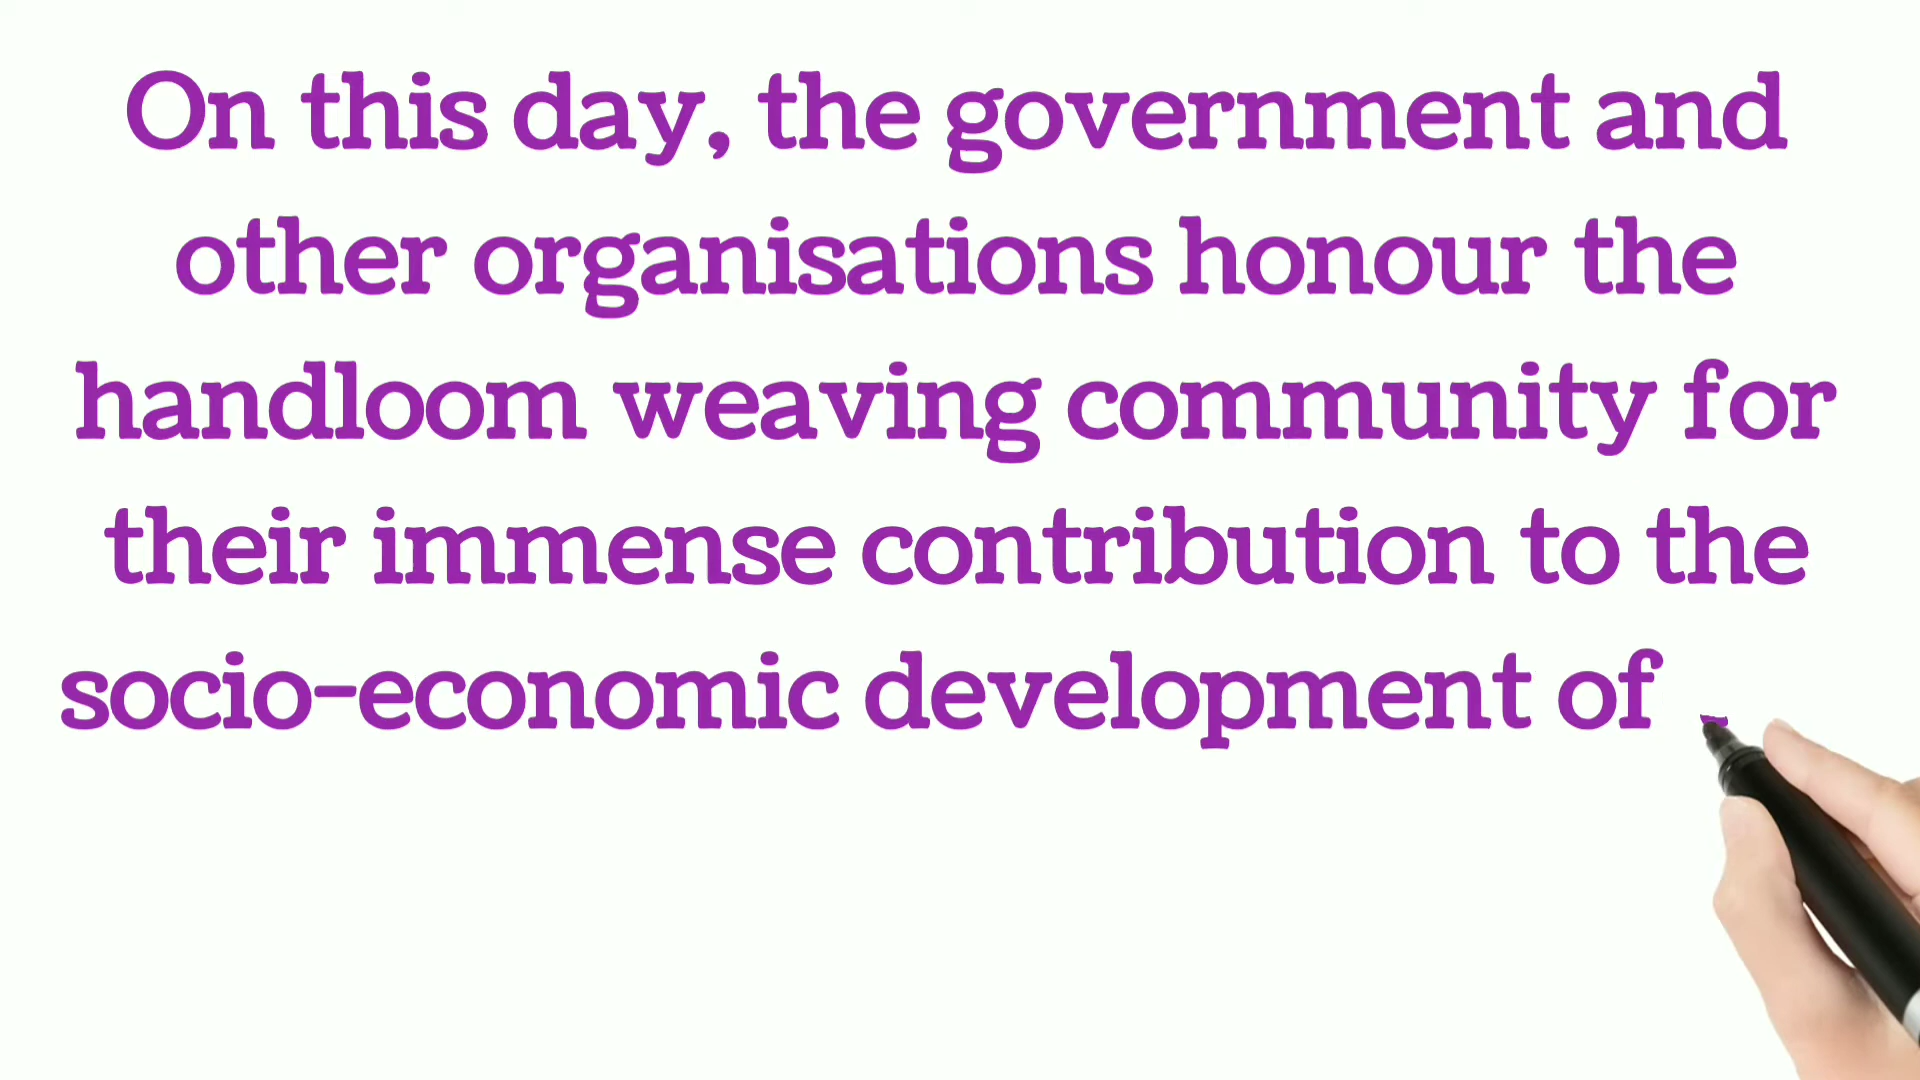 On this day, the government and
other organisations honour the
handloom weaving community for
their immense contribution to the
socio-economic development of